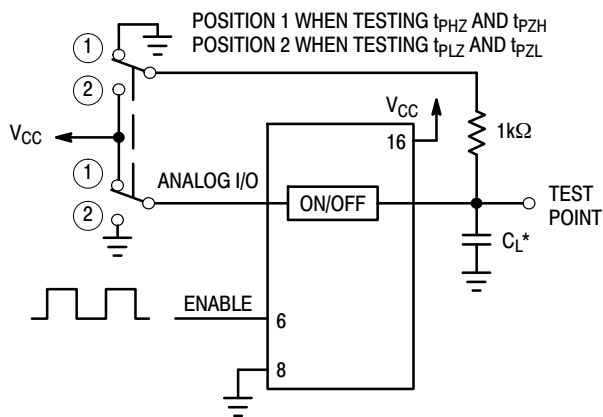 POSITION 1 WHEN TESTING tPHZ AND tPZH
POSITION 2 WHEN TESTING tPLZ AND tPZL
1
2
VCC
1
2
ANALOG I/O
ON/OFF
VCC
16
1kΩ
TEST
POINT
CL*
ENABLE
6
8